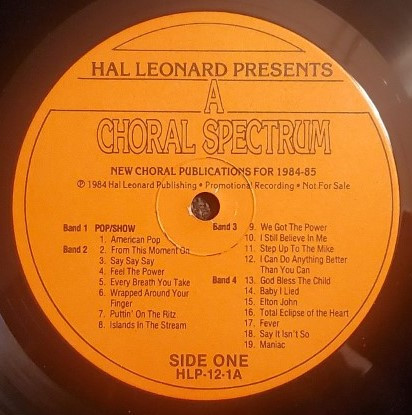 HAL LEONARD PRESENTS
A
CHORAL SPECTRUM
NEW CHORAL PUBLICATIONS FOR 1984-85
℗ 1984 Hal Leonard Publishing • Promotional Recording • Not For Sale
Band 1 POP/SHOW
1. American Pop
Band 2 2. From This Moment On
3. Say Say Say
4. Feel The Power
5. Every Breath You Take
6. Wrapped Around Your
Finger
7. Puttin' On The Ritz
8. Islands In The Stream
Band 3 9. We Got The Power
10. I Still Believe In Me
11. Step Up To The Mike
12. I Can Do Anything Better
Than You Can
Band 4 13. God Bless The Child
14. Baby I Lied
15. Elton John
16. Total Eclipse of the Heart
17. Fever
18. Say It Isn't So
19. Maniac
SIDE ONE
HLP-12-1A